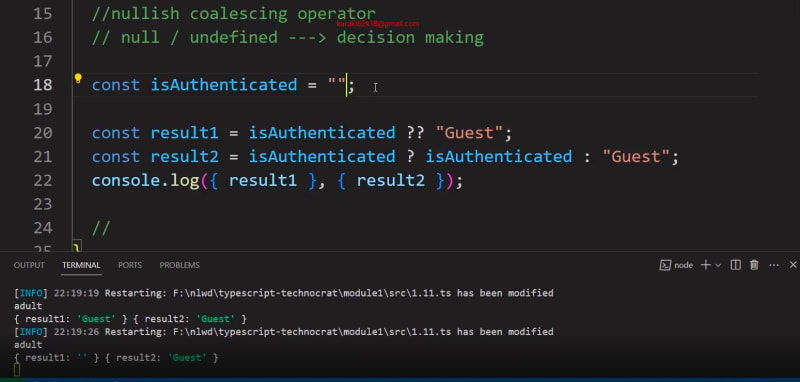 15 //nullish coalescing operator
karakib2k18@gmail.com
16 // null / undefined ---> decision making
17
18 const isAuthenticated = "";
19
20 const result1 = isAuthenticated ?? "Guest";
21 const result2 = isAuthenticated ? isAuthenticated : "Guest";
22 console.log({ result1 }, { result2 });
23
24 //
25 }
OUTPUT TERMINAL PORTS PROBLEMS node
[INFO] 22:19:19 Restarting: F:\nlwd\typescript-technocrat\module1\src\1.11.ts has been modified
adult
{ result1: 'Guest' } { result2: 'Guest' }
[INFO] 22:19:26 Restarting: F:\nlwd\typescript-technocrat\module1\src\1.11.ts has been modified
adult
{ result1: '' } { result2: 'Guest' }